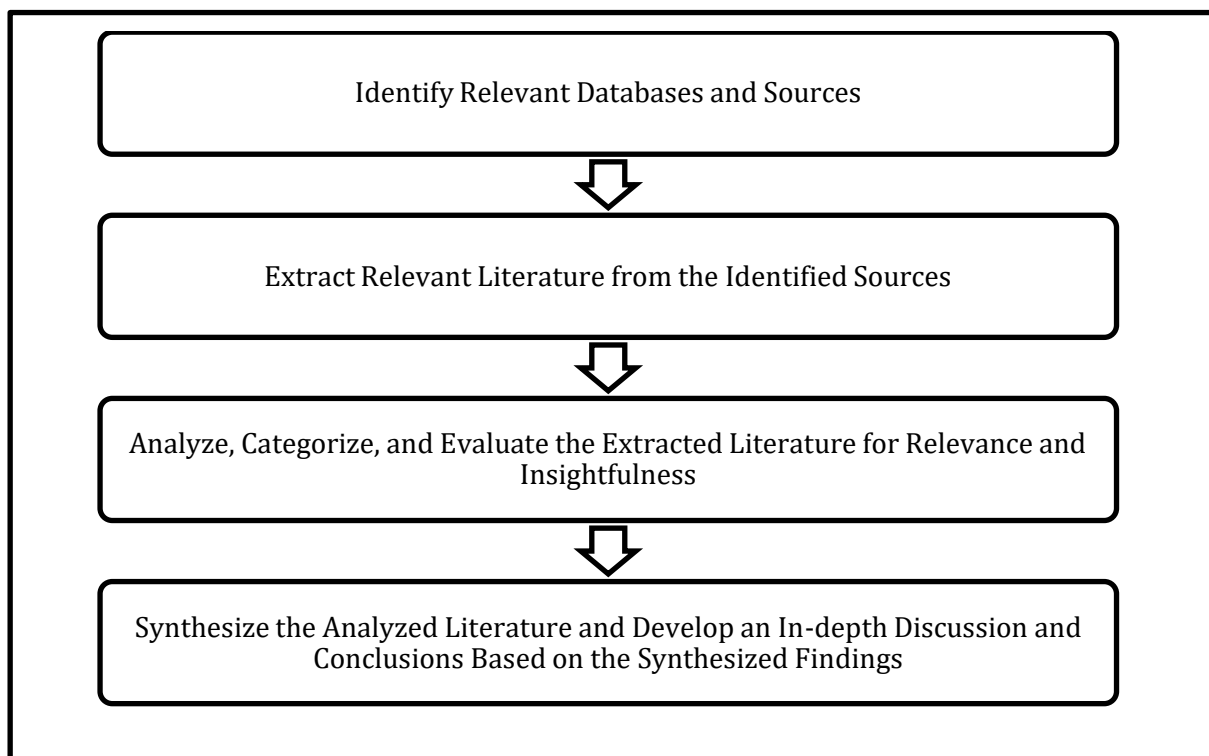 Identify Relevant Databases and Sources
Extract Relevant Literature from the Identified Sources
Analyze, Categorize, and Evaluate the Extracted Literature for Relevance and
Insightfulness
Synthesize the Analyzed Literature and Develop an In-depth Discussion and
Conclusions Based on the Synthesized Findings